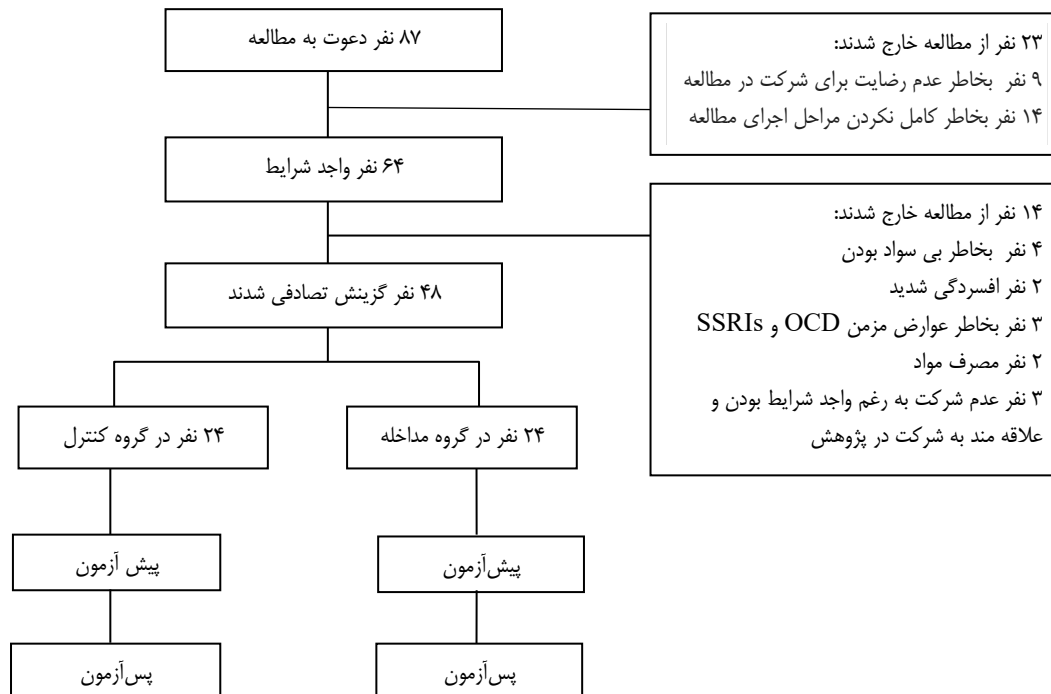 ۸۷ نفر دعوت به مطالعه
۲۳ نفر از مطالعه خارج شدند:
۹ نفر بخاطر عدم رضایت برای شرکت در مطالعه
۱۴ نفر بخاطر کامل نکردن مراحل اجرای مطالعه
۶۴ نفر واجد شرایط
۱۴ نفر از مطالعه خارج شدند:
۴ نفر بخاطر بی سواد بودن
۲ نفر افسردگی شدید
۳ نفر بخاطر عوارض مزمن OCD و SSRIs
۲ نفر مصرف مواد
۳ نفر عدم شرکت به رغم واجد شرایط بودن و
علاقه مند به شرکت در پژوهش
۴۸ نفر گزینش تصادفی شدند
۲۴ نفر در گروه مداخله
۲۴ نفر در گروه کنترل
پیش‌آزمون
پیش آزمون
پس‌آزمون
پس‌آزمون